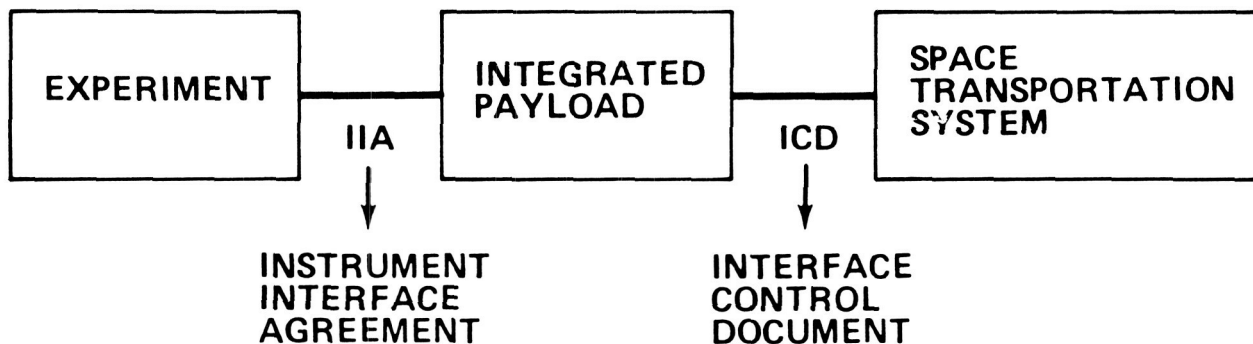 EXPERIMENT
INTEGRATED
PAYLOAD
SPACE
TRANSPORTATION
SYSTEM
IIA
ICD
INSTRUMENT
INTERFACE
AGREEMENT
INTERFACE
CONTROL
DOCUMENT